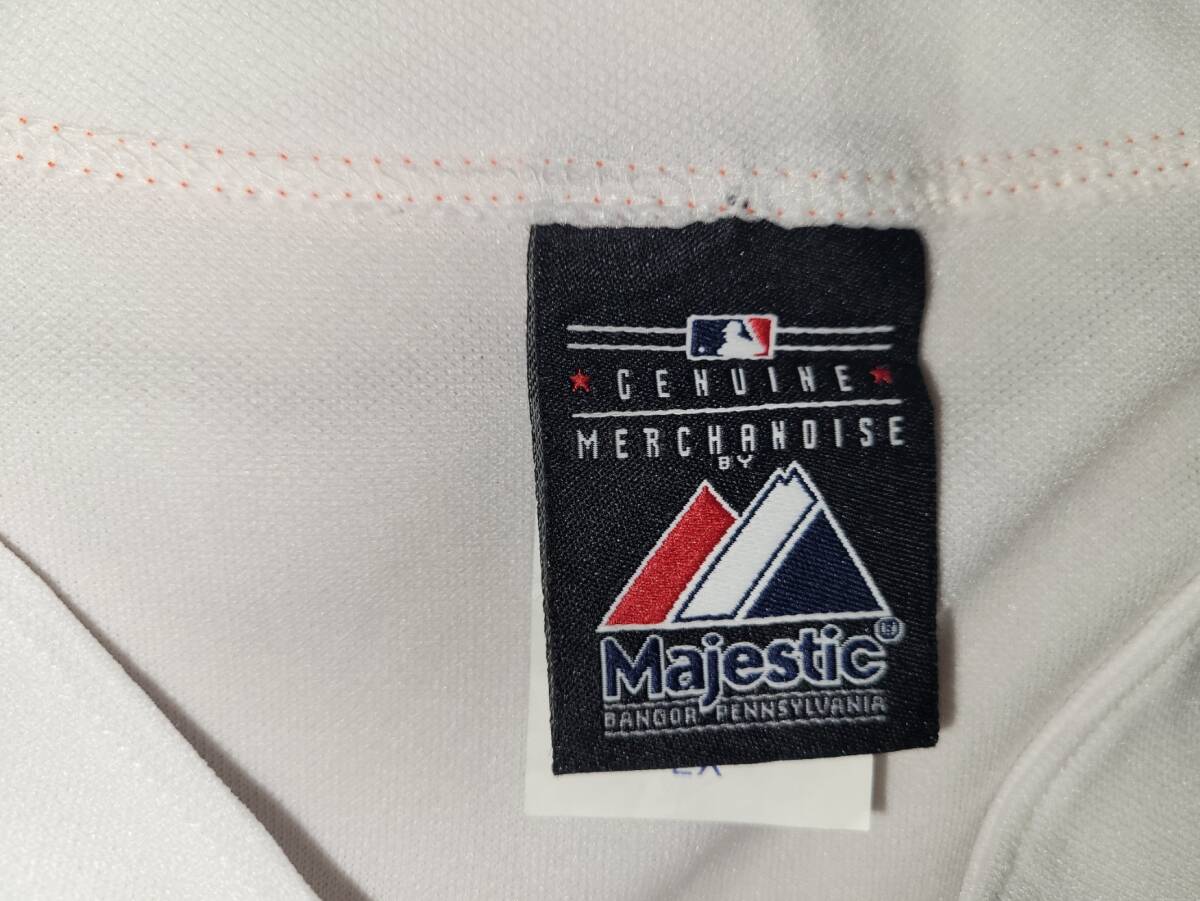 ★ GENUINE ★
MERCHANDISE
BY
Majestic®
BANGOR, PENNSYLVANIA